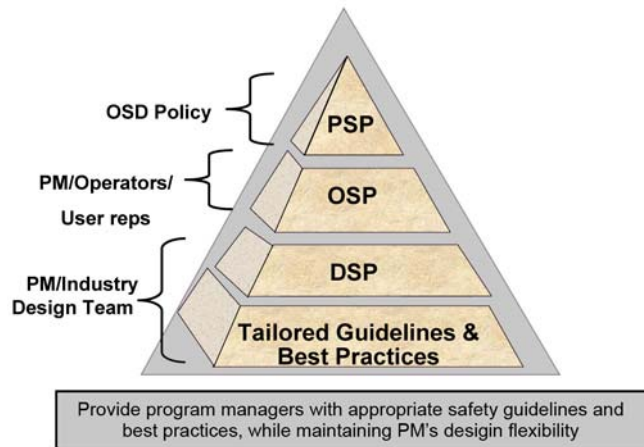 OSD Policy
PSP
PM/Operators/
User reps
OSP
PM/Industry
Design Team
DSP
Tailored Guidelines &
Best Practices
Provide program managers with appropriate safety guidelines and
best practices, while maintaining PM's desigin flexibility